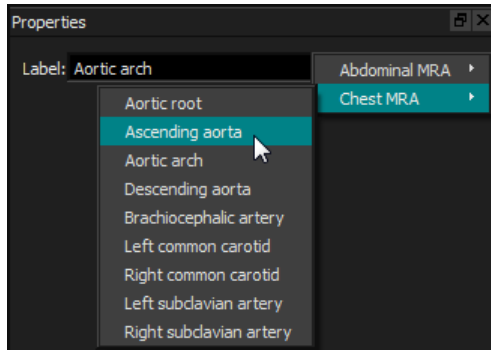 Properties
Label: Aortic arch
Abdominal MRA
Chest MRA
Aortic root
Ascending aorta
Aortic arch
Descending aorta
Brachiocephalic artery
Left common carotid
Right common carotid
Left subclavian artery
Right subclavian artery